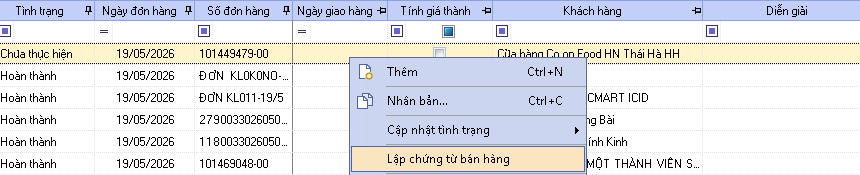 Tình trạng Ngày đơn hàng Số đơn hàng Ngày giao hàng Tính giá thành Khách hàng Diễn giải
= =
Chưa thực hiện 19/05/2026 101449479-00 Cửa hàng Co.op Food HN Thái Hà HH
Hoàn thành 19/05/2026 ĐƠN KL0K0NO-...
Thêm Ctrl+N
Hoàn thành 19/05/2026 ĐƠN KL011-19/5 CMART ICID
Nhân bản... Ctrl+C
Hoàn thành 19/05/2026 2790033026050... ng Bài
Cập nhật tình trạng
Hoàn thành 19/05/2026 1180033026050... ính Kinh
Hoàn thành 19/05/2026 101469048-00 MỘT THÀNH VIÊN S...
Lập chứng từ bán hàng